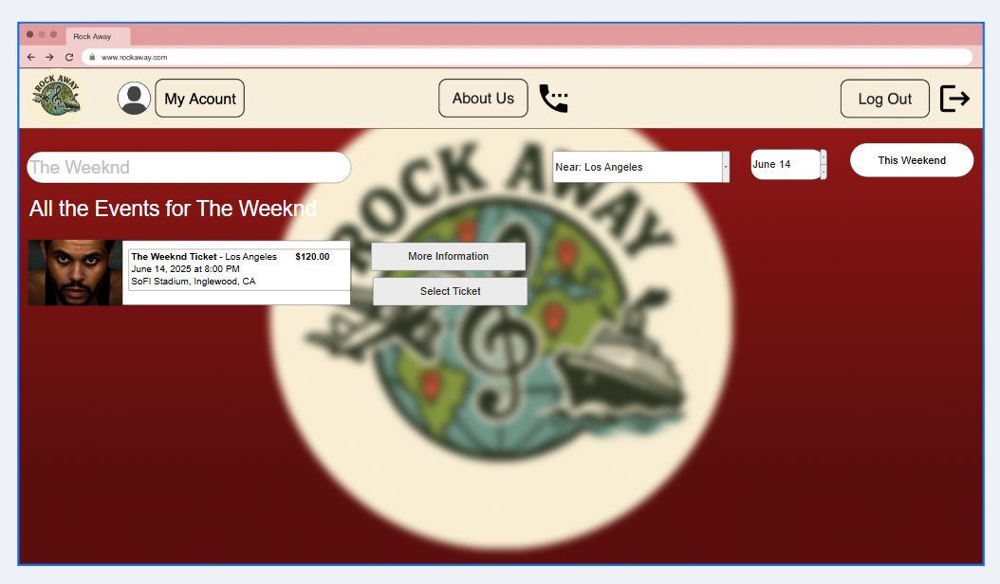 Rock Away
www.rockaway.com
ROCK AWAY
My Acount
About Us
Log Out
The Weeknd
Near: Los Angeles
June 14
This Weekend
All the Events for The Weeknd
ROCK AWAY
The Weeknd Ticket - Los Angeles $120.00
June 14, 2025 at 8:00 PM
SoFI Stadium, Inglewood, CA
More Information
Select Ticket